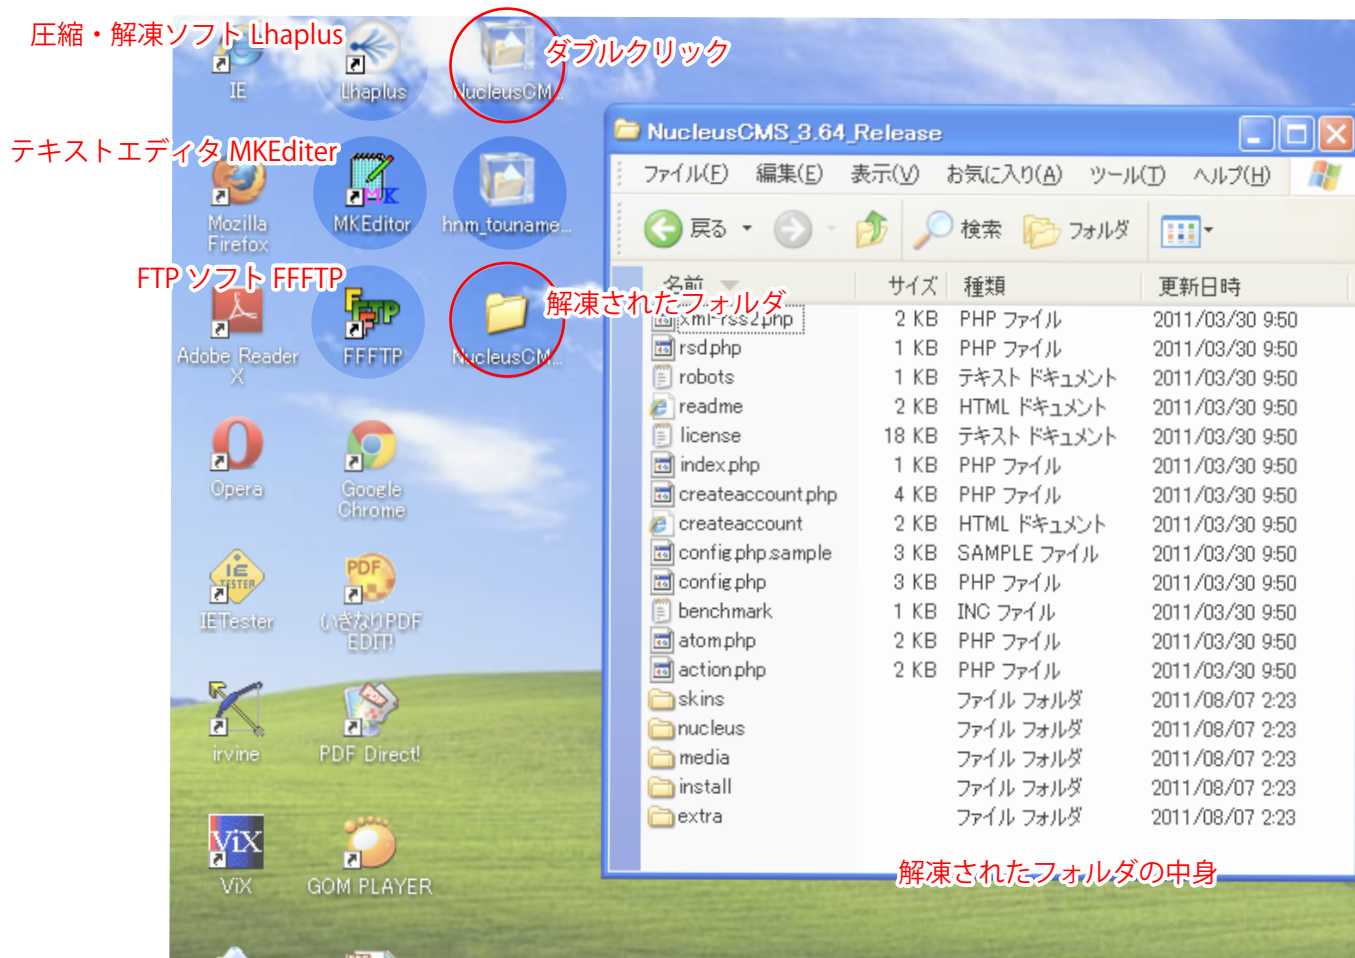 圧縮・解凍ソフト Lhaplus
ダブルクリック
IE
Lhaplus
NucleusCM...
テキストエディタ MKEditer
Mozilla
Firefox
MKEditor
hnm_touname...
FTP ソフト FFFTP
解凍されたフォルダ
Adobe Reader
X
FFFTP
NucleusCM...
Opera
Google
Chrome
IE
TESTER
IETester
PDF
いきなりPDF
EDIT!
irvine
PDF
PDF Direct!
ViX
ViX
GOM PLAYER
NucleusCMS_3.64_Release
ファイル(F) 編集(E) 表示(V) お気に入り(A) ツール(T) ヘルプ(H)
戻る 検索 フォルダ
名前 サイズ 種類 更新日時
xml-rss2.php 2 KB PHP ファイル 2011/03/30 9:50
rsd.php 1 KB PHP ファイル 2011/03/30 9:50
robots 1 KB テキスト ドキュメント 2011/03/30 9:50
readme 2 KB HTML ドキュメント 2011/03/30 9:50
license 18 KB テキスト ドキュメント 2011/03/30 9:50
index.php 1 KB PHP ファイル 2011/03/30 9:50
createaccount.php 4 KB PHP ファイル 2011/03/30 9:50
createaccount 2 KB HTML ドキュメント 2011/03/30 9:50
config.php.sample 3 KB SAMPLE ファイル 2011/03/30 9:50
config.php 3 KB PHP ファイル 2011/03/30 9:50
benchmark 1 KB INC ファイル 2011/03/30 9:50
atom.php 2 KB PHP ファイル 2011/03/30 9:50
action.php 2 KB PHP ファイル 2011/03/30 9:50
skins ファイル フォルダ 2011/08/07 2:23
nucleus ファイル フォルダ 2011/08/07 2:23
media ファイル フォルダ 2011/08/07 2:23
install ファイル フォルダ 2011/08/07 2:23
extra ファイル フォルダ 2011/08/07 2:23
解凍されたフォルダの中身